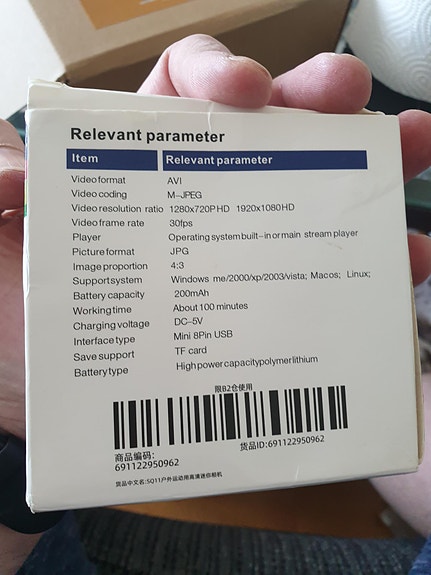 Relevant parameter
Item Relevant parameter
Video format AVI
Video coding M-JPEG
Video resolution ratio 1280x720PHD 1920x1080HD
Video frame rate 30fps
Player Operating system built-in or main stream player
Picture format JPG
Image proportion 4:3
Support system Windows me/2000/xp/2003/vista; Macos; Linux;
Battery capacity 200mAh
Working time About 100 minutes
Charging voltage DC-5V
Interface type Mini 8Pin USB
Save support TF card
Battery type High power capacity polymer lithium
限B2仓使用
商品编码: 货品ID:691122950962
691122950962
货品中文名:SQ11户外运动用高清迷你相机